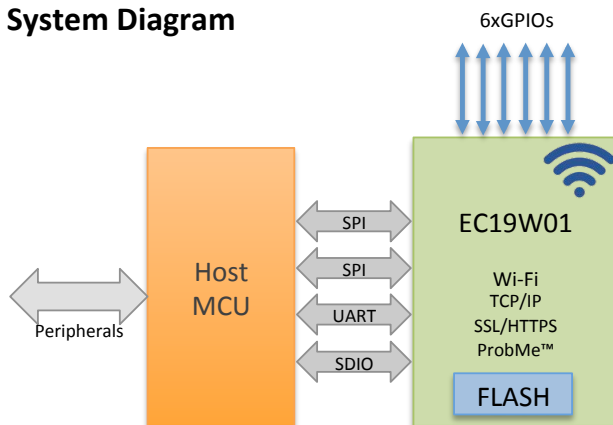 System Diagram
6xGPIOs
Host
MCU
Peripherals
SPI
SPI
UART
SDIO
EC19W01
Wi-Fi
TCP/IP
SSL/HTTPS
ProbMe™
FLASH